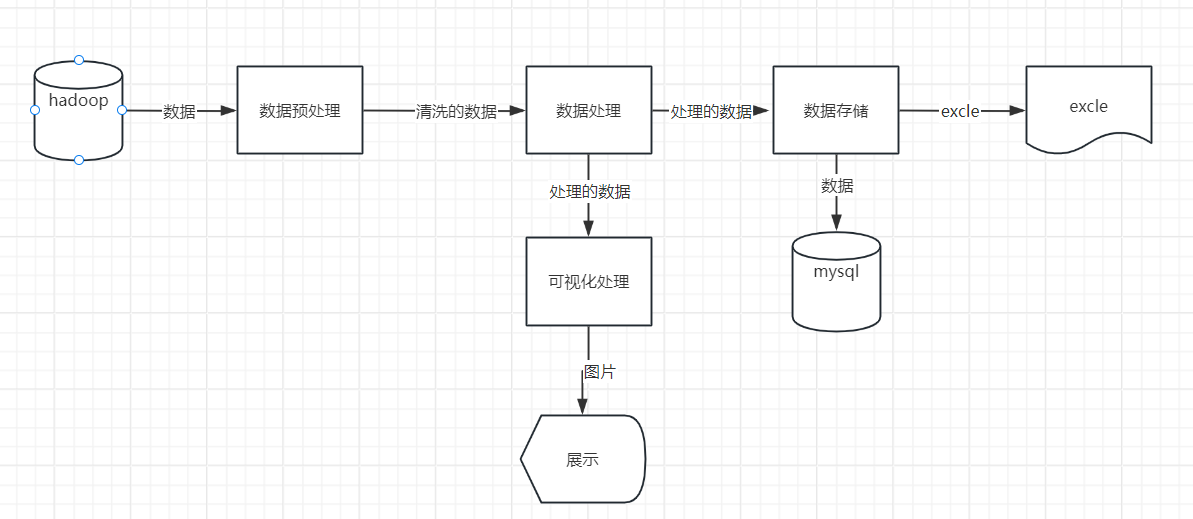 hadoop
数据
数据预处理
清洗的数据
数据处理
处理的数据
数据存储
excle
excle
处理的数据
数据
可视化处理
mysql
图片
展示